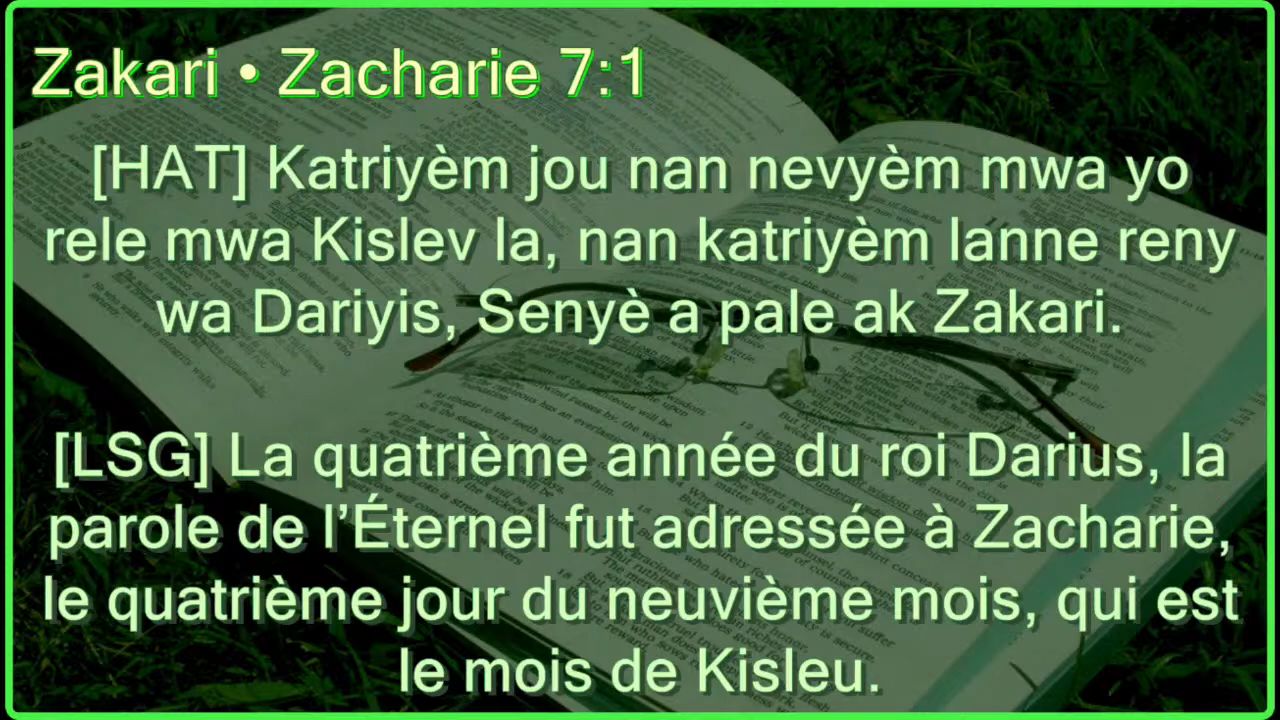 Zakari • Zacharie 7:1
[HAT] Katriyèm jou nan nevyèm mwa yo
rele mwa Kislev la, nan katriyèm lanne reny
wa Dariyis, Senyè a pale ak Zakari.
[LSG] La quatrième année du roi Darius, la
parole de l’Éternel fut adressée à Zacharie,
le quatrième jour du neuvième mois, qui est
le mois de Kisleu.